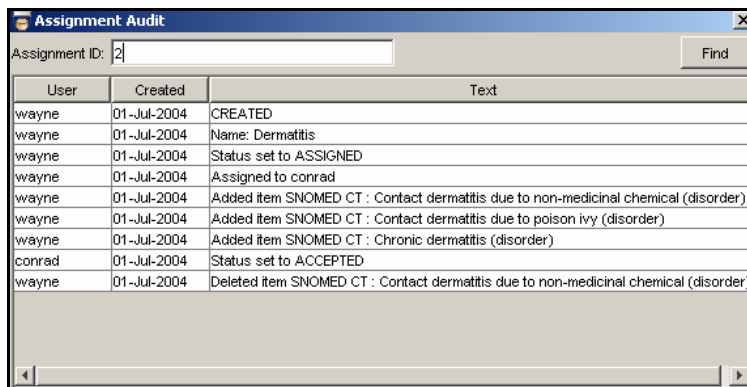 Assignment Audit
Assignment ID: 2 Find
User Created Text
wayne 01-Jul-2004 CREATED
wayne 01-Jul-2004 Name: Dermatitis
wayne 01-Jul-2004 Status set to ASSIGNED
wayne 01-Jul-2004 Assigned to conrad
wayne 01-Jul-2004 Added item SNOMED CT : Contact dermatitis due to non-medicinal chemical (disorder)
wayne 01-Jul-2004 Added item SNOMED CT : Contact dermatitis due to poison ivy (disorder)
wayne 01-Jul-2004 Added item SNOMED CT : Chronic dermatitis (disorder)
conrad 01-Jul-2004 Status set to ACCEPTED
wayne 01-Jul-2004 Deleted item SNOMED CT : Contact dermatitis due to non-medicinal chemical (disorder)